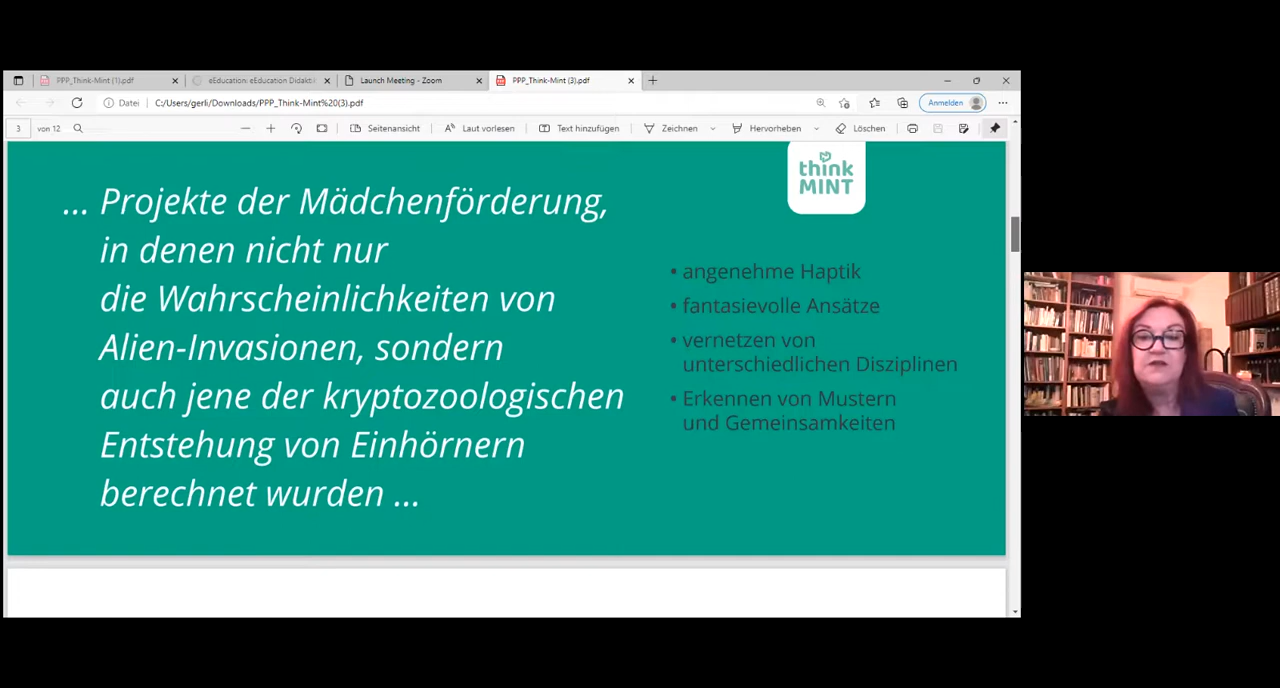 PPP_Think-Mint (1).pdf
eEducation: eEducation Didaktik
Launch Meeting - Zoom
PPP_Think-Mint (3).pdf
Datei
C:/Users/gerli/Downloads/PPP_Think-Mint%20(3).pdf
Anmelden
3 von 12
Seitenansicht
Laut vorlesen
Text hinzufügen
Zeichnen
Hervorheben
Löschen
think
MINT
... Projekte der Mädchenförderung,
in denen nicht nur
die Wahrscheinlichkeiten von
Alien-Invasionen, sondern
auch jene der kryptozoologischen
Entstehung von Einhörnern
berechnet wurden ...
• angenehme Haptik
• fantasievolle Ansätze
• vernetzen von
unterschiedlichen Disziplinen
• Erkennen von Mustern
und Gemeinsamkeiten